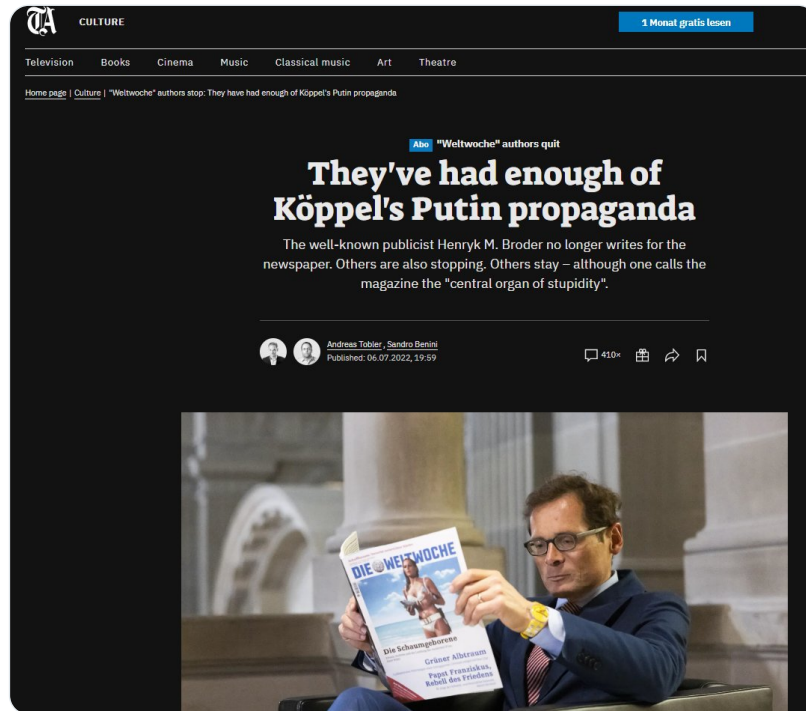 TA
CULTURE
1 Monat gratis lesen
Television Books Cinema Music Classical music Art Theatre
Home page | Culture | "Weltwoche" authors stop: They have had enough of Köppel's Putin propaganda
Abo "Weltwoche" authors quit
They've had enough of
Köppel's Putin propaganda
The well-known publicist Henryk M. Broder no longer writes for the
newspaper. Others are also stopping. Others stay – although one calls the
magazine the "central organ of stupidity".
Andreas Tobler, Sandro Benini
Published: 06.07.2022, 19:59
410×
DIE WELTWOCHE
Die Schaumgeborene
Grüner Albtraum
Papst Franziskus,
Rebell des Friedens